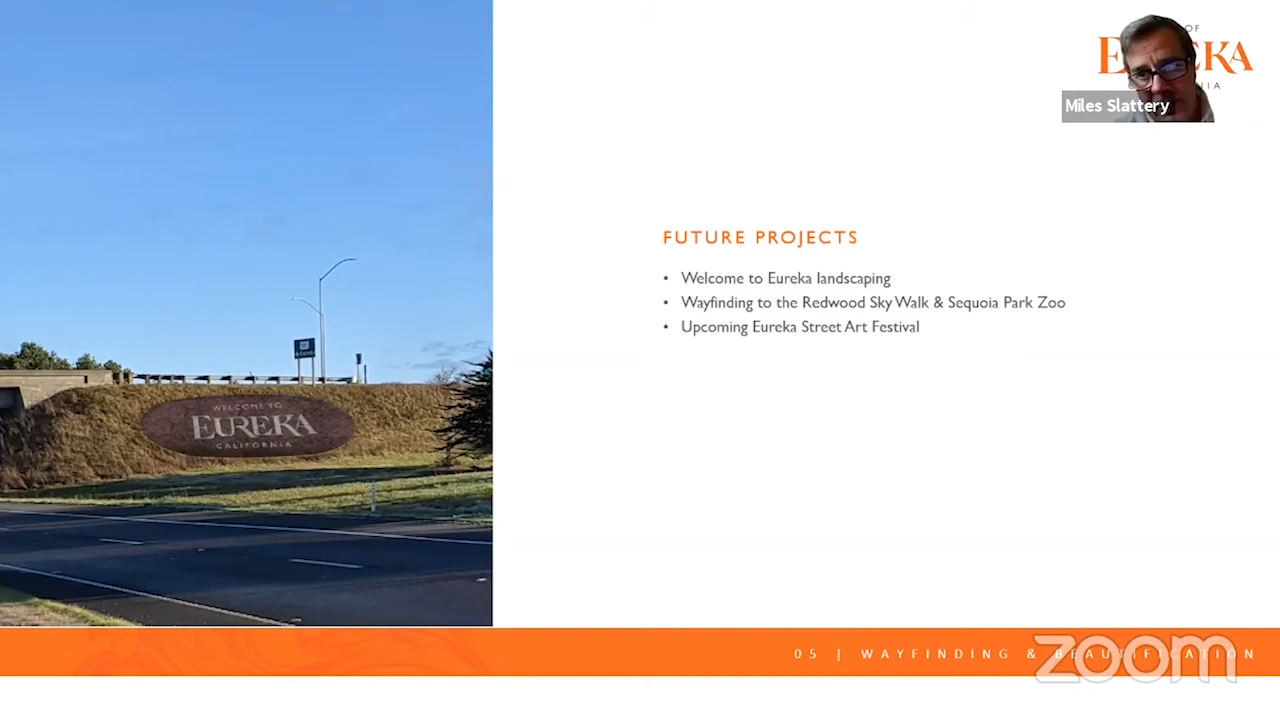 OF
EUREKA
Miles Slattery
FUTURE PROJECTS
• Welcome to Eureka landscaping
• Wayfinding to the Redwood Sky Walk & Sequoia Park Zoo
• Upcoming Eureka Street Art Festival
WELCOME TO
EUREKA
CALIFORNIA
05 | WAYFINDING & BEAUTIFICATION
zoom